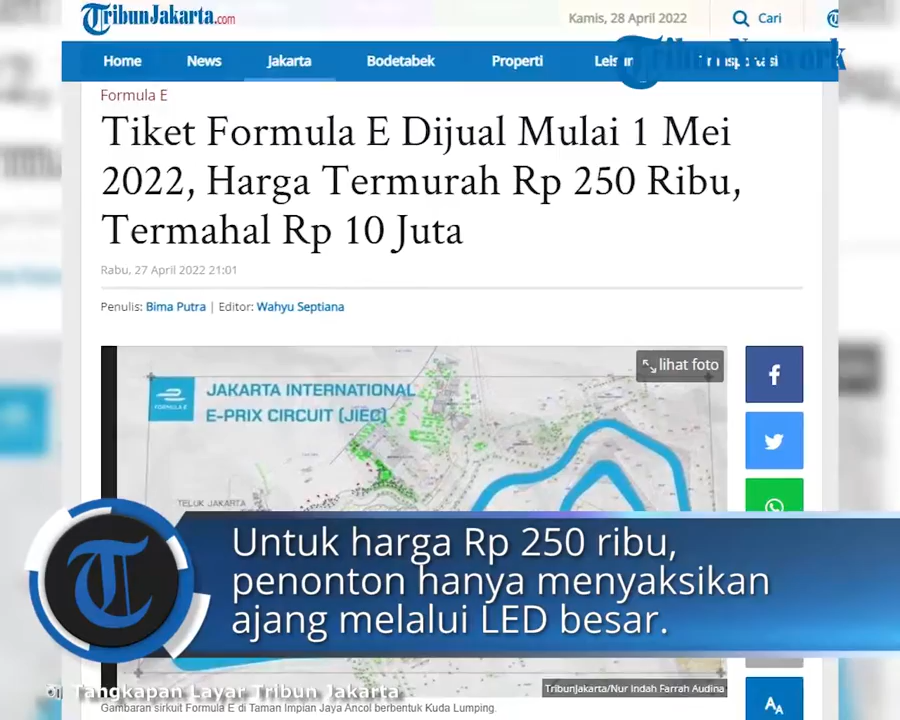 TribunJakarta.com
Kamis, 28 April 2022
Cari
Home News Jakarta Bodetabek Properti
Tribun Network
Formula E
Tiket Formula E Dijual Mulai 1 Mei
2022, Harga Termurah Rp 250 Ribu,
Termahal Rp 10 Juta
Rabu, 27 April 2022 21:01
Penulis: Bima Putra | Editor: Wahyu Septiana
lihat foto
FORMULA E
JAKARTA INTERNATIONAL
E-PRIX CIRCUIT (JIEC)
TELUK JAKARTA
Untuk harga Rp 250 ribu,
penonton hanya menyaksikan
ajang melalui LED besar.
Tangkapan Layar Tribun Jakarta
TribunJakarta/Nur Indah Farrah Audina
Gambaran sirkuit Formula E di Taman Impian Jaya Ancol berbentuk Kuda Lumping.
AA